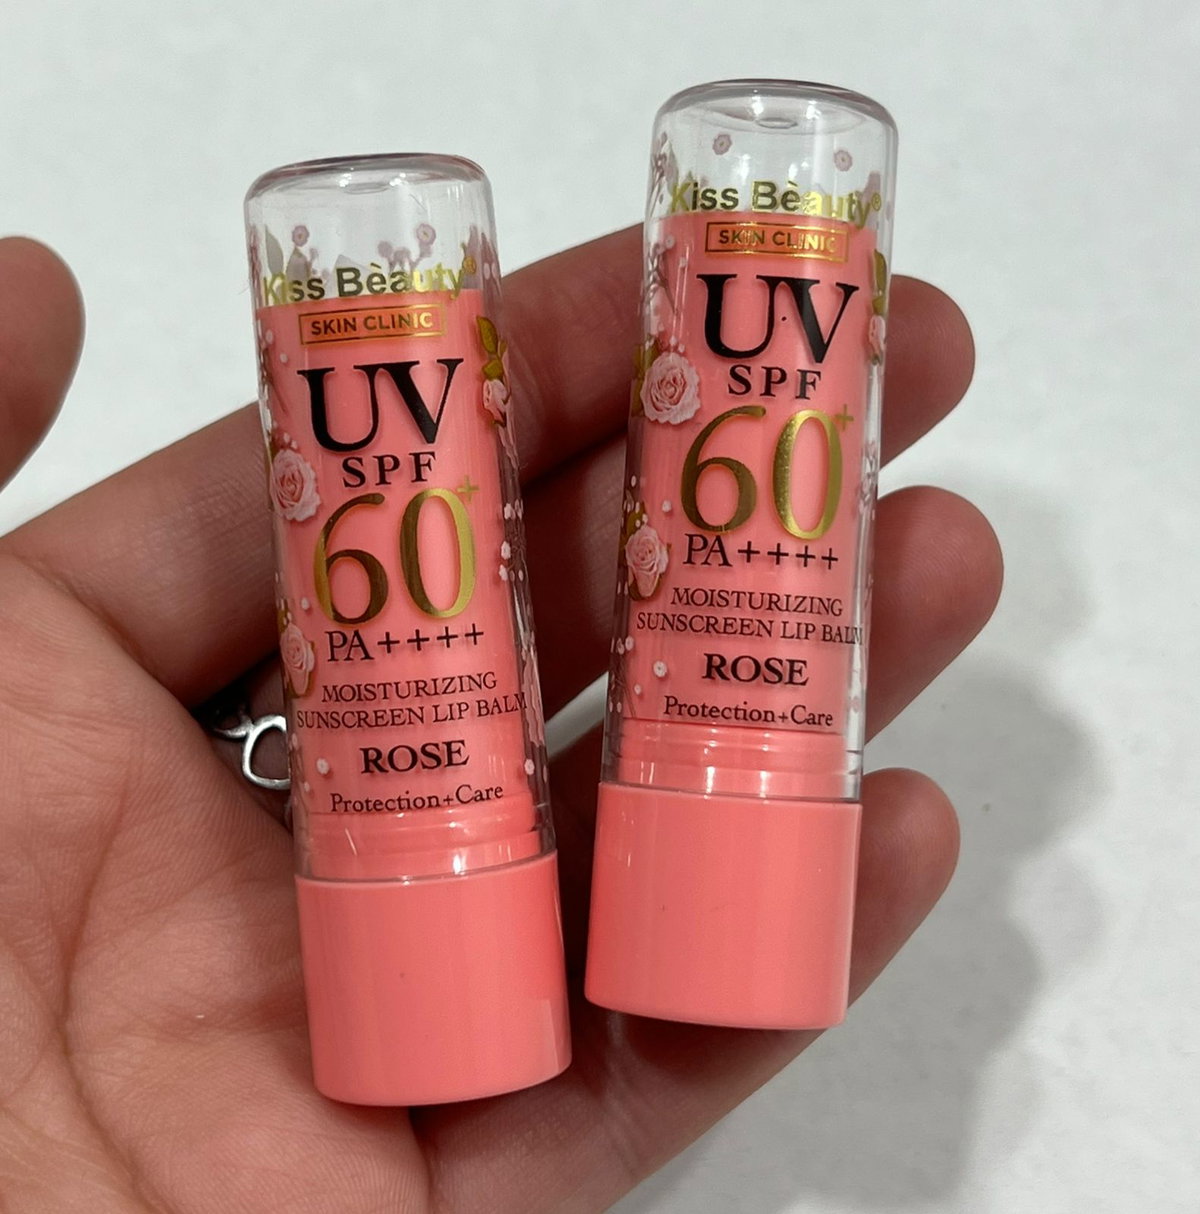 Kiss Bèauty®
SKIN CLINIC
UV
SPF
60+
PA++++
MOISTURIZING
SUNSCREEN LIP BALM
ROSE
Protection+Care
Kiss Bèauty®
SKIN CLINIC
UV
SPF
60+
PA++++
MOISTURIZING
SUNSCREEN LIP BALM
ROSE
Protection+Care